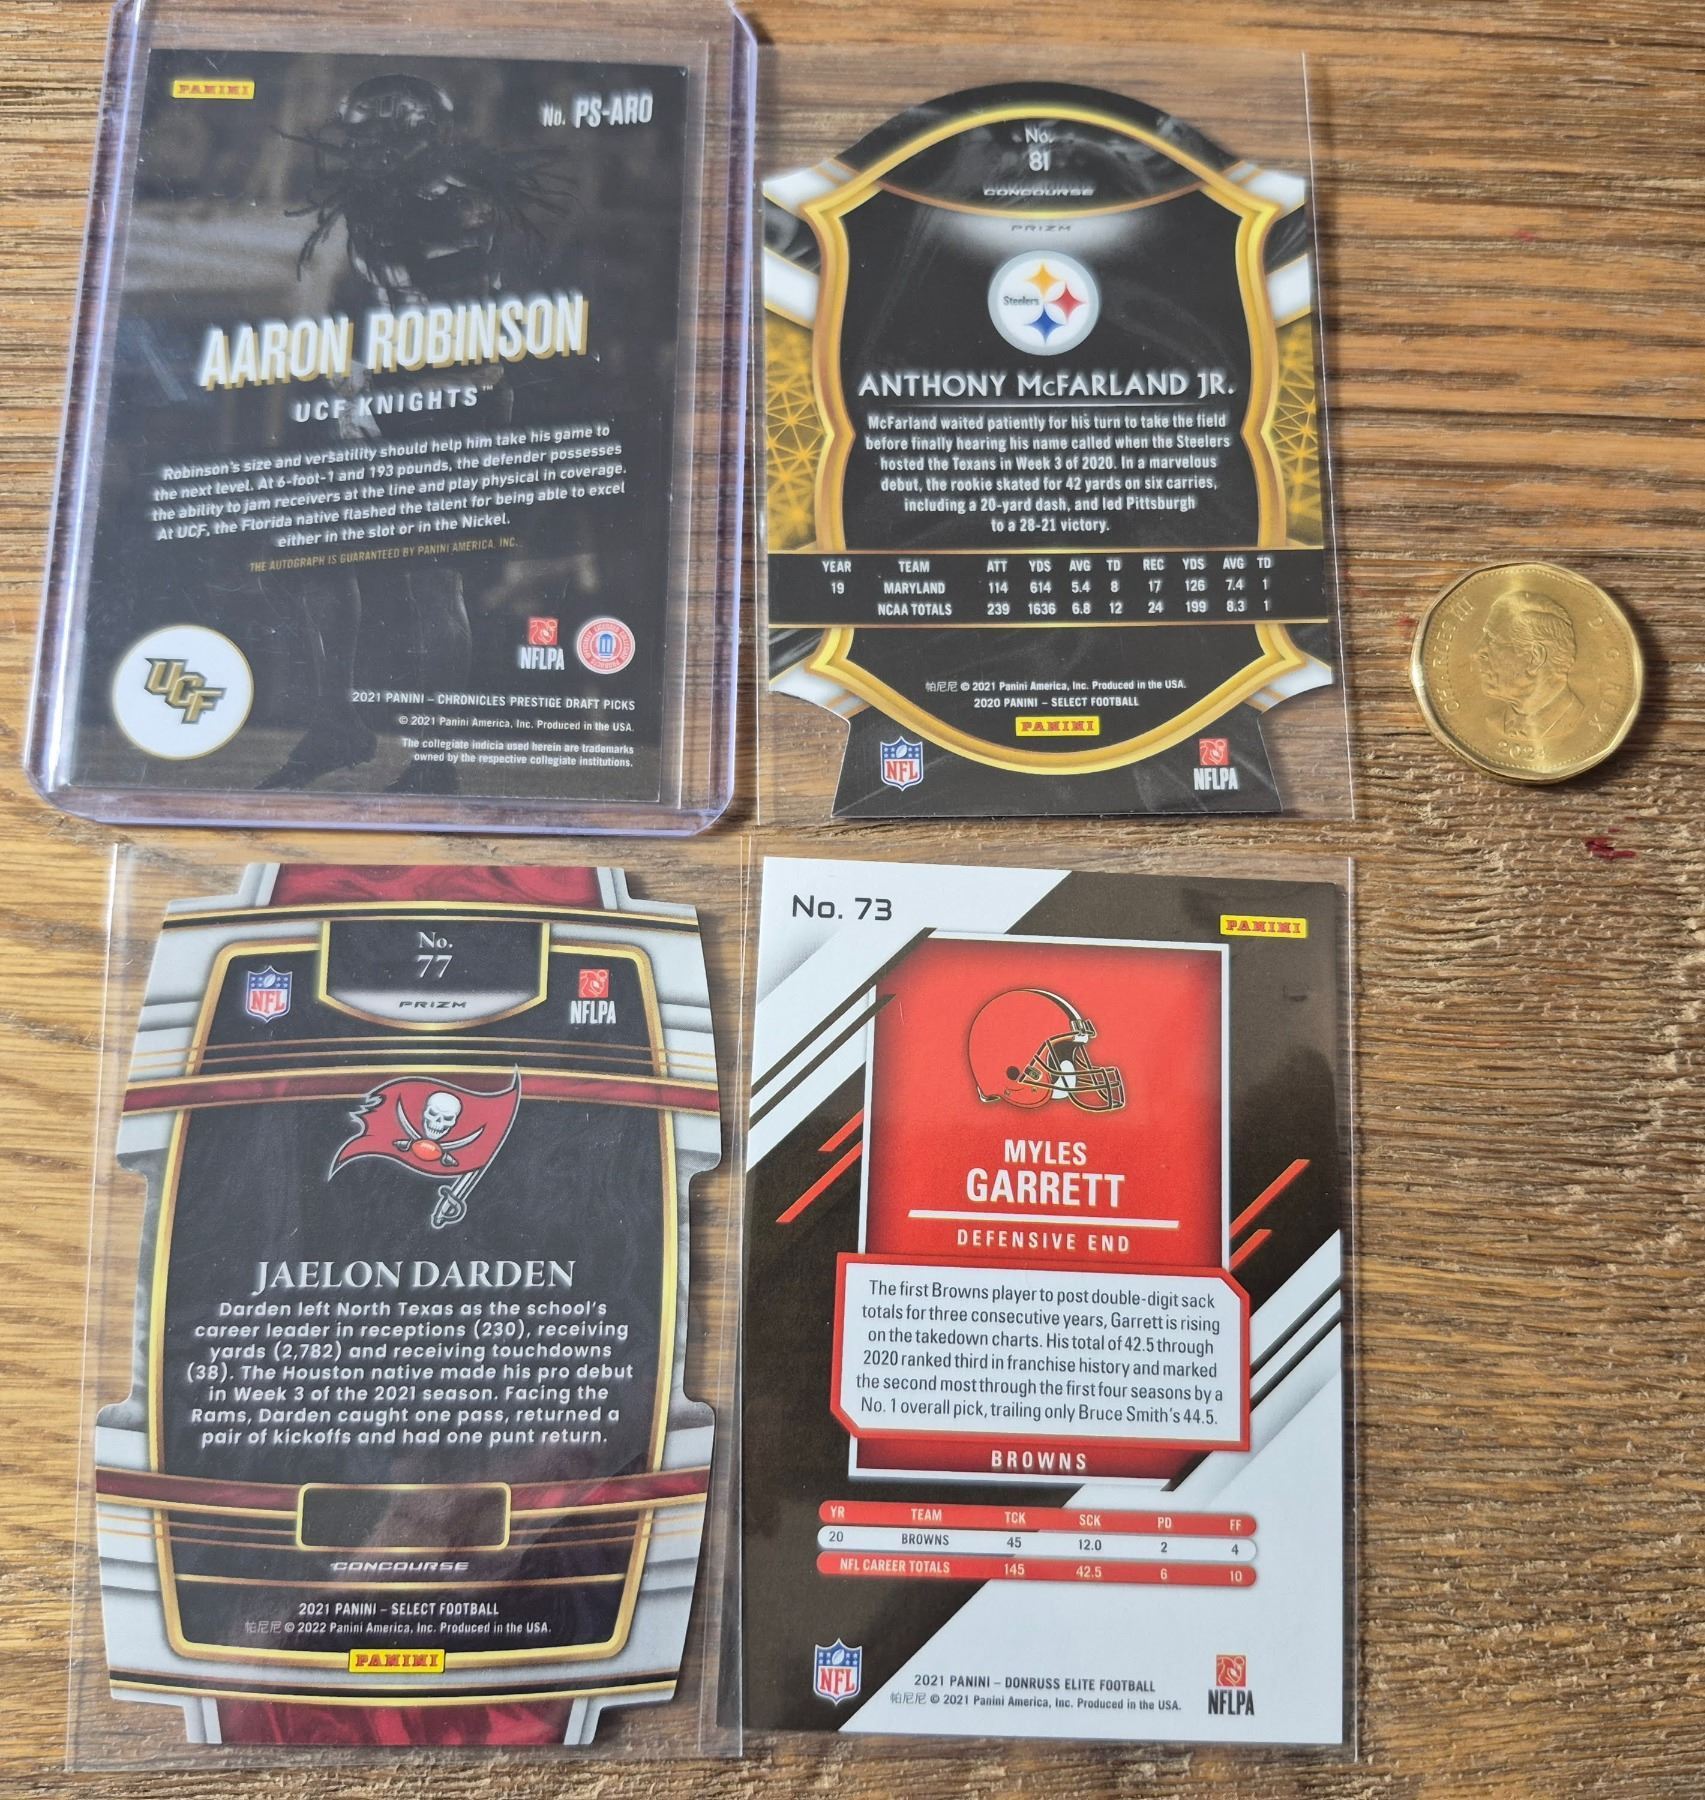 PANINI
No. PS-ARO
AARON ROBINSON
UCF KNIGHTS™
Robinson's size and versatility should help him take his game to
the next level. At 6-foot-1 and 193 pounds, the defender possesses
the ability to jam receivers at the line and play physical in coverage.
At UCF, the Florida native flashed the talent for being able to excel
either in the slot or in the Nickel.
THE AUTOGRAPH IS GUARANTEED BY PANINI AMERICA, INC.
NFLPA
UCF
2021 PANINI – CHRONICLES PRESTIGE DRAFT PICKS
© 2021 Panini America, Inc. Produced in the USA.
The collegiate indicia used herein are trademarks
owned by the respective collegiate institutions.
No.
81
CONCOURSE
PRIZM
Steelers
ANTHONY McFARLAND JR.
McFarland waited patiently for his turn to take the field
before finally hearing his name called when the Steelers
hosted the Texans in Week 3 of 2020. In a marvelous
debut, the rookie skated for 42 yards on six carries,
including a 20-yard dash, and led Pittsburgh
to a 28-21 victory.
YEAR TEAM ATT YDS AVG TD REC YDS AVG TD
19 MARYLAND 114 614 5.4 8 17 126 7.4 1
NCAA TOTALS 239 1636 6.8 12 24 199 8.3 1
帕尼尼 © 2021 Panini America, Inc. Produced in the USA.
2020 PANINI – SELECT FOOTBALL
PANINI
NFL
NFLPA
CHARLES III D G REX
No.
77
PRIZM
NFL
NFLPA
JAELON DARDEN
Darden left North Texas as the school's
career leader in receptions (230), receiving
yards (2,782) and receiving touchdowns
(38). The Houston native made his pro debut
in Week 3 of the 2021 season. Facing the
Rams, Darden caught one pass, returned a
pair of kickoffs and had one punt return.
CONCOURSE
2021 PANINI – SELECT FOOTBALL
帕尼尼 © 2022 Panini America, Inc. Produced in the USA.
PANINI
No. 73
PANINI
MYLES
GARRETT
DEFENSIVE END
The first Browns player to post double-digit sack
totals for three consecutive years, Garrett is rising
on the takedown charts. His total of 42.5 through
2020 ranked third in franchise history and marked
the second most through the first four seasons by a
No. 1 overall pick, trailing only Bruce Smith's 44.5.
BROWNS
YR TEAM TCK SCK PD FF
20 BROWNS 45 12.0 2 4
NFL CAREER TOTALS 145 42.5 6 10
NFL
2021 PANINI – DONRUSS ELITE FOOTBALL
帕尼尼 © 2021 Panini America, Inc. Produced in the USA.
NFLPA